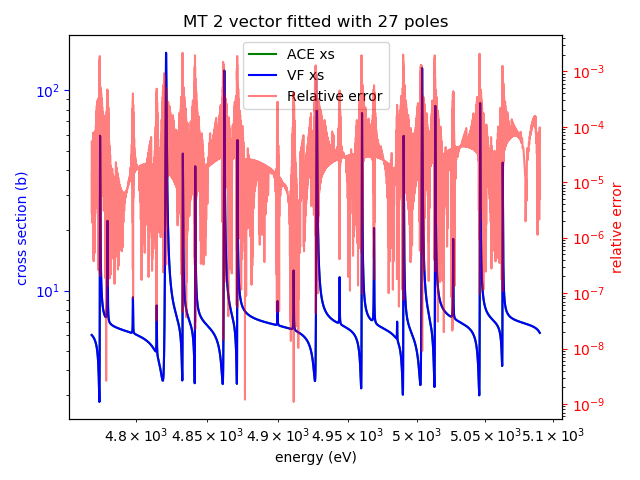 MT 2 vector fitted with 27 poles
ACE xs
VF xs
Relative error
cross section (b)
10²
10¹
relative error
10⁻³
10⁻⁴
10⁻⁵
10⁻⁶
10⁻⁷
10⁻⁸
10⁻⁹
4.8 × 10³ 4.85 × 10³ 4.9 × 10³ 4.95 × 10³ 5 × 10³ 5.05 × 10³ 5.1 × 10³
energy (eV)